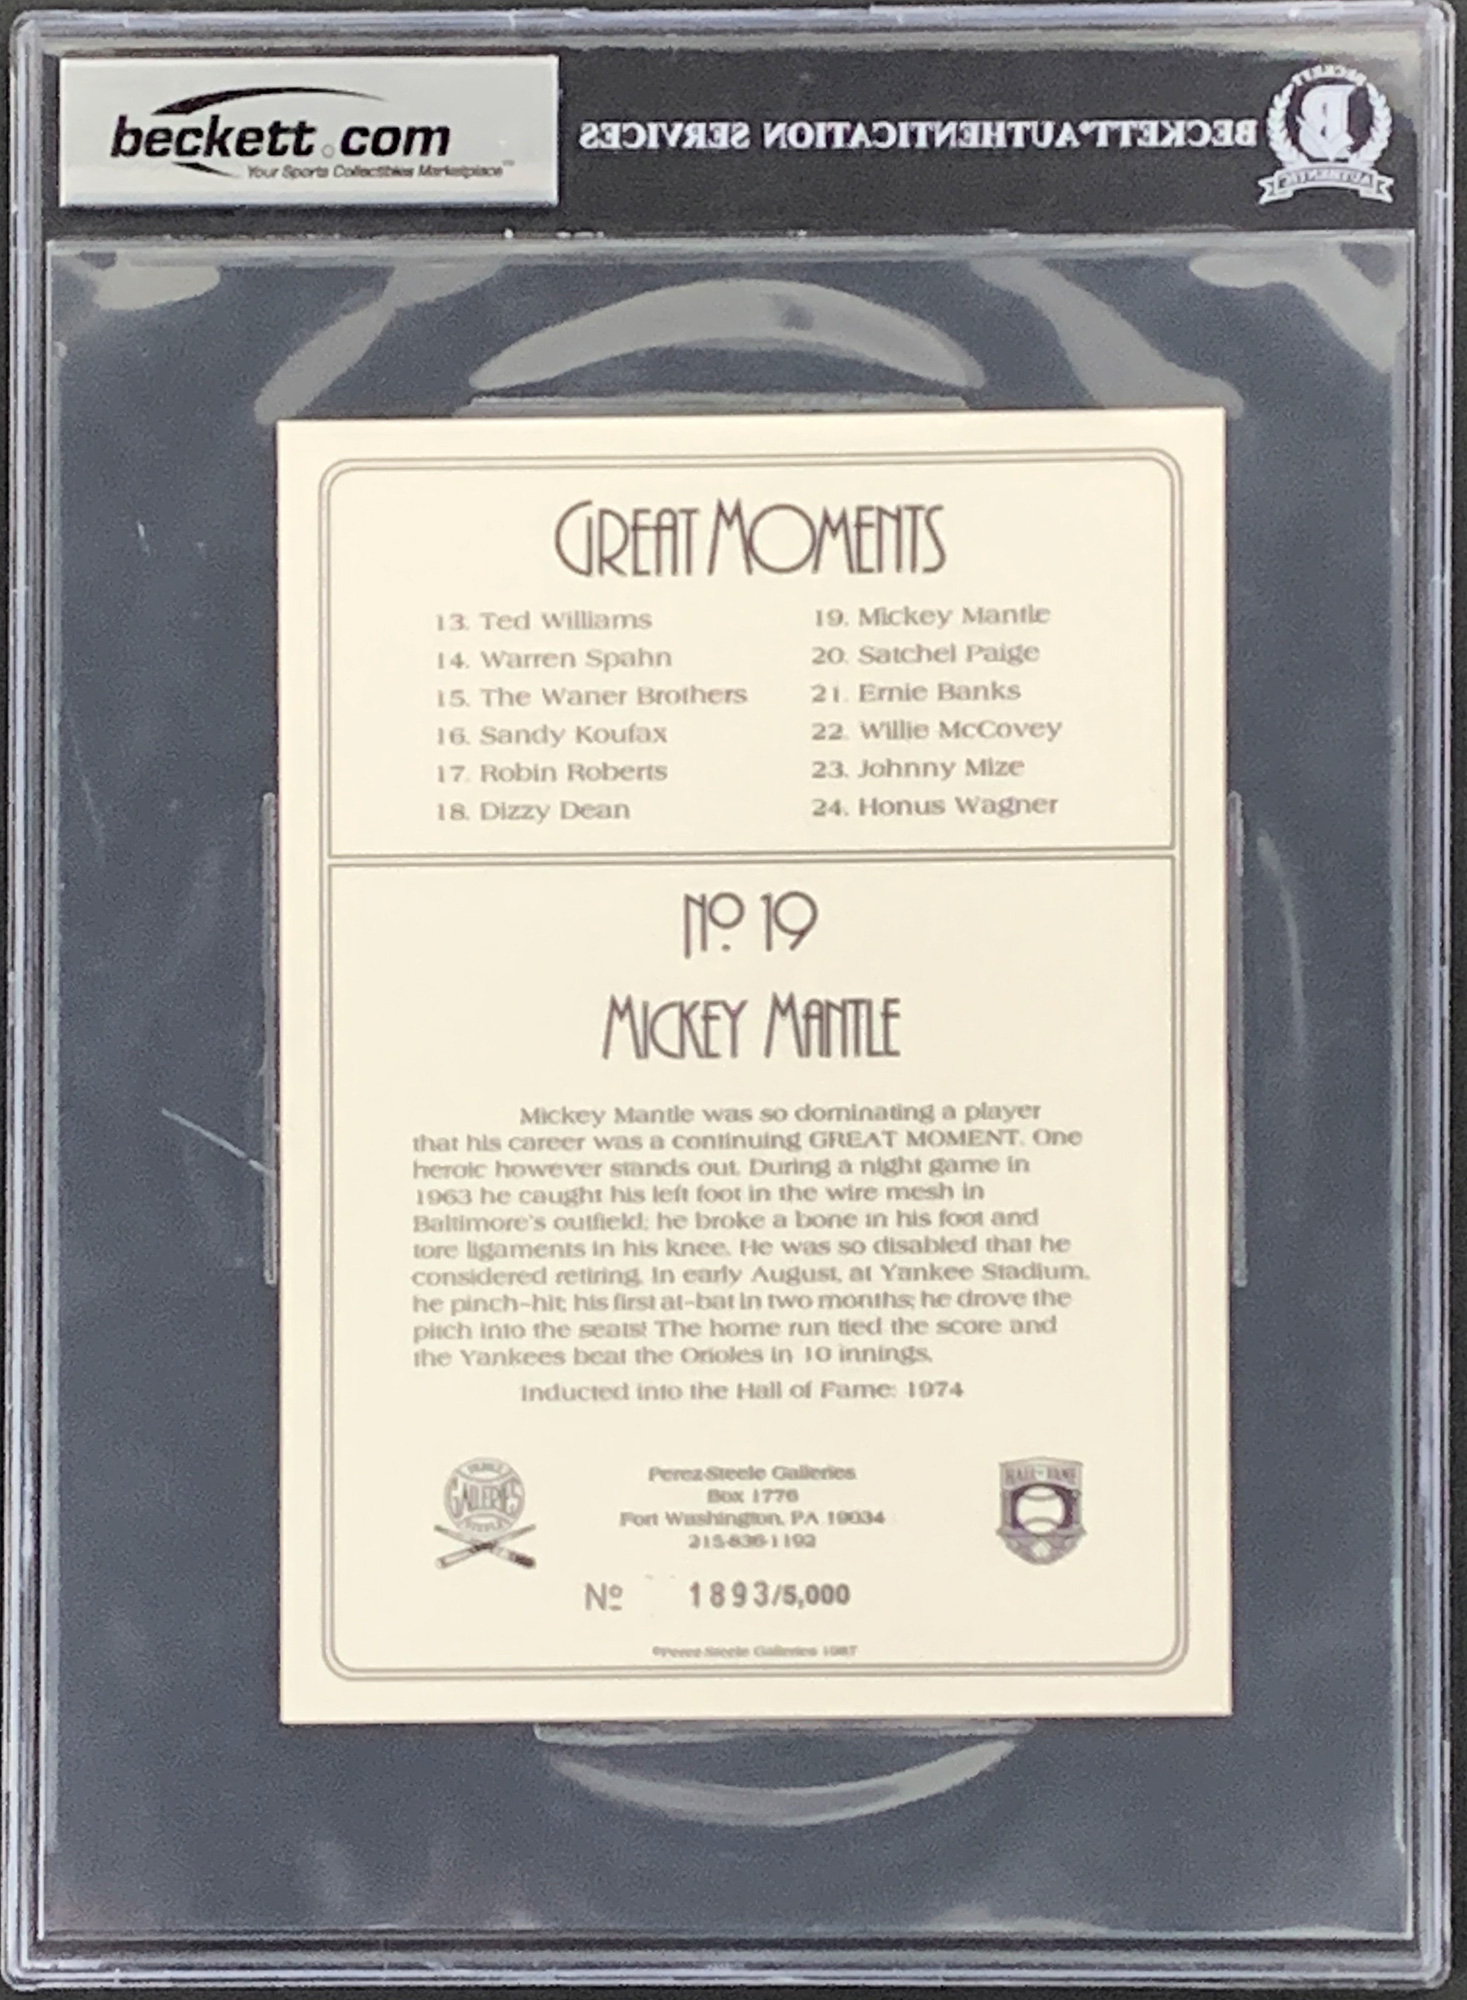 beckett.com
Your Sports Collectibles Marketplace™
BECKETT AUTHENTICATION SERVICES
BECKETT
B
AUTHENTIC
GREAT MOMENTS
13. Ted Williams
14. Warren Spahn
15. The Waner Brothers
16. Sandy Koufax
17. Robin Roberts
18. Dizzy Dean
19. Mickey Mantle
20. Satchel Paige
21. Ernie Banks
22. Willie McCovey
23. Johnny Mize
24. Honus Wagner
Nº 19
MICKEY MANTLE
Mickey Mantle was so dominating a player
that his career was a continuing GREAT MOMENT. One
heroic however stands out. During a night game in
1963 he caught his left foot in the wire mesh in
Baltimore's outfield; he broke a bone in his foot and
tore ligaments in his knee. He was so disabled that he
considered retiring. In early August, at Yankee Stadium,
he pinch-hit; his first at-bat in two months; he drove the
pitch into the seats! The home run tied the score and
the Yankees beat the Orioles in 10 innings.
Inducted into the Hall of Fame: 1974
PEREZ
GALLERIES
STEELE
Perez-Steele Galleries
Box 1776
Fort Washington, PA 19034
215-836-1192
HALL OF FAME
Nº 1893/5,000
©Perez-Steele Galleries 1987